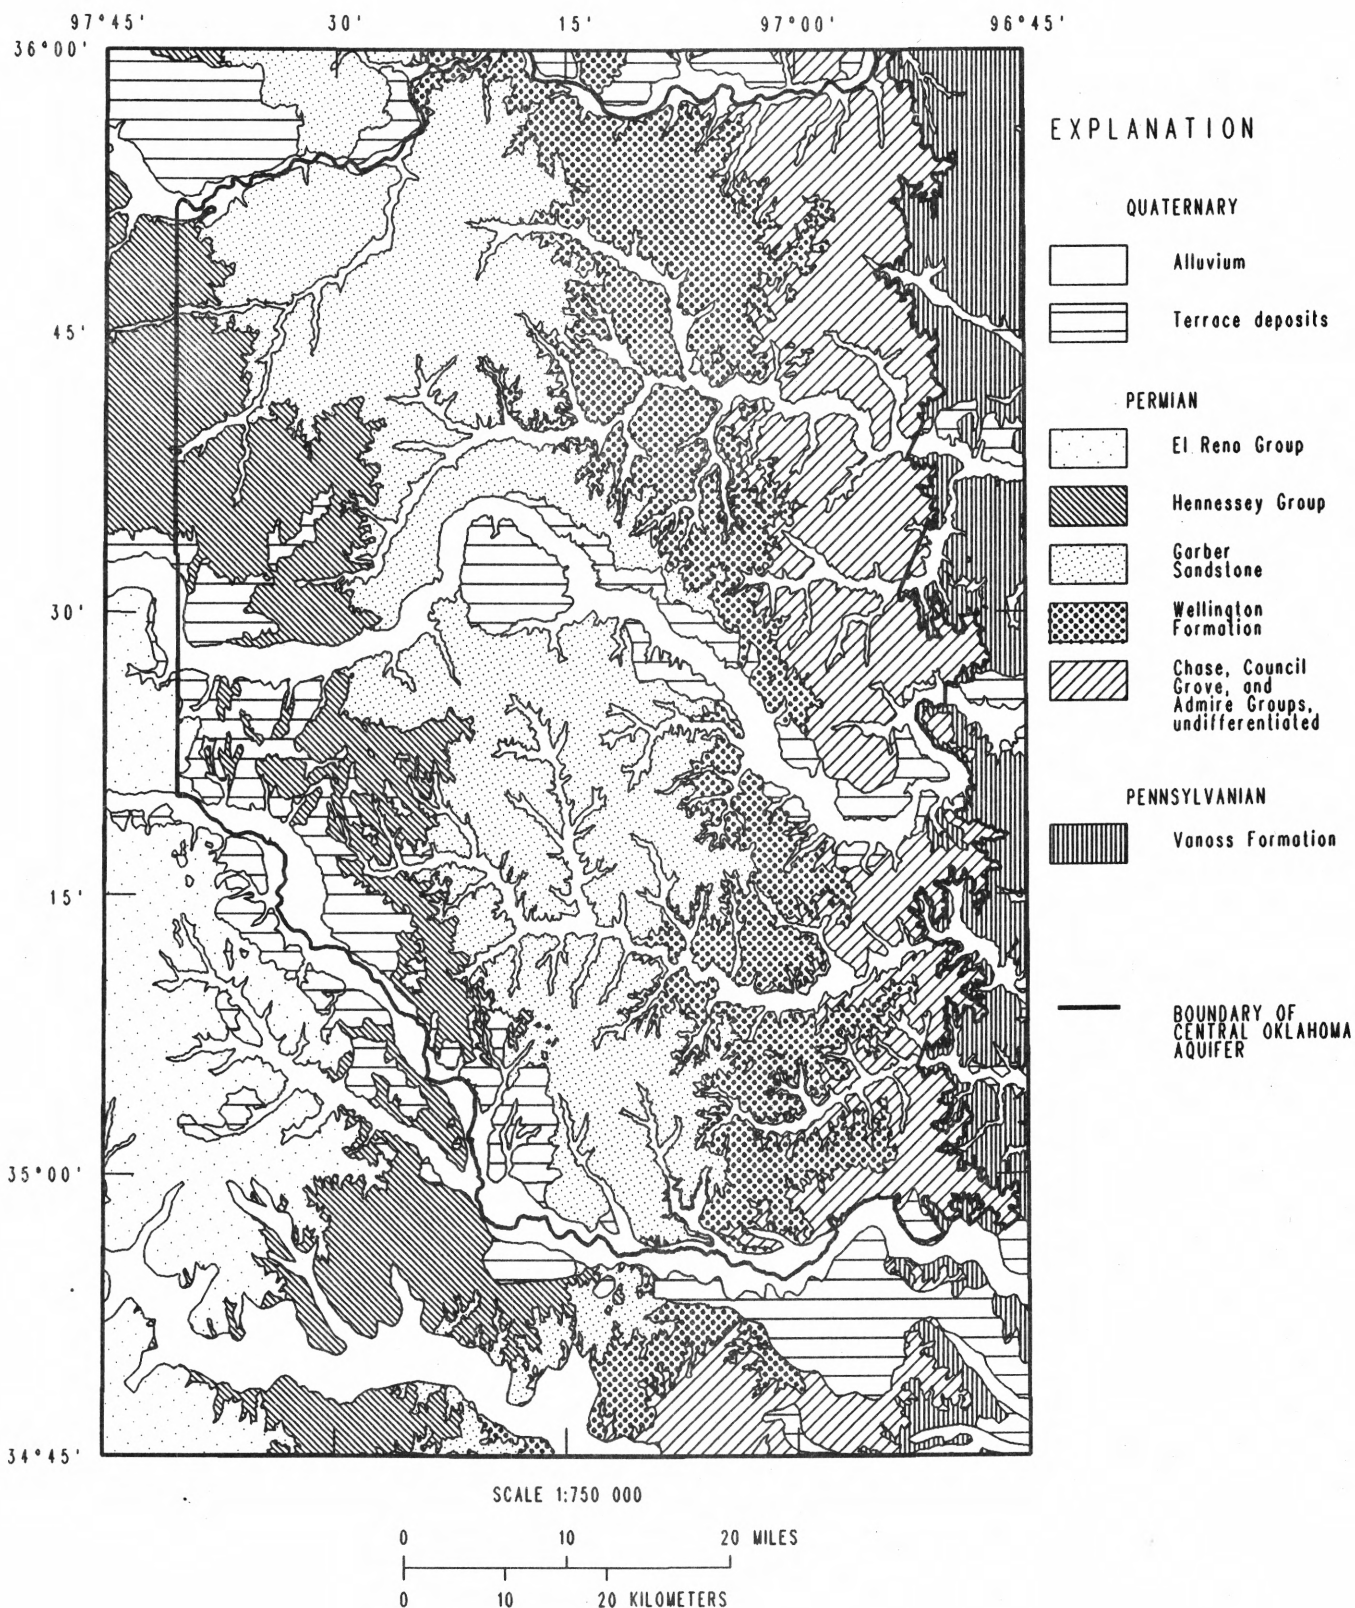 97°45' 30' 15' 97°00' 96°45'
36°00'
45'
30'
15'
35°00'
34°45'
EXPLANATION
QUATERNARY
Alluvium
Terrace deposits
PERMIAN
El Reno Group
Hennessey Group
Garber
Sandstone
Wellington
Formation
Chase, Council
Grove, and
Admire Groups,
undifferentiated
PENNSYLVANIAN
Vanoss Formation
BOUNDARY OF
CENTRAL OKLAHOMA
AQUIFER
SCALE 1:750 000
0 10 20 MILES
0 10 20 KILOMETERS